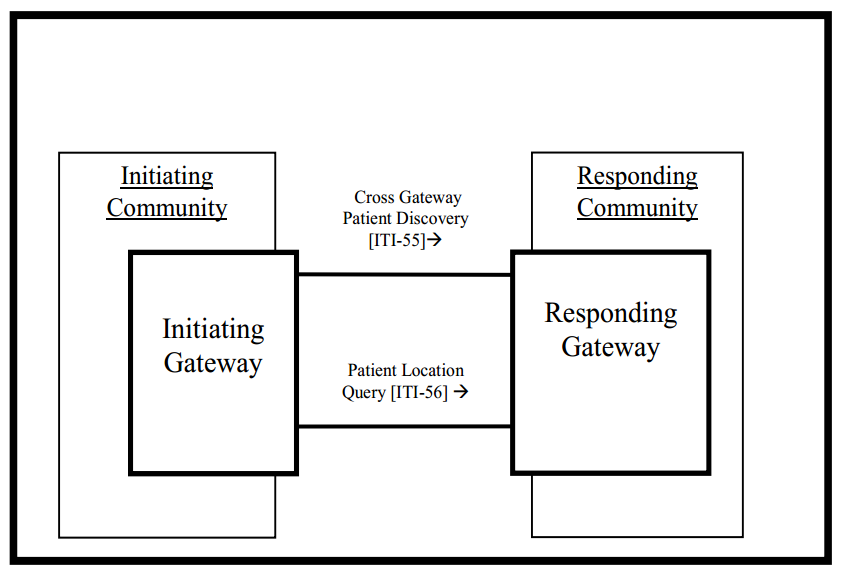 Initiating
Community
Responding
Community
Cross Gateway
Patient Discovery
[ITI-55]→
Initiating
Gateway
Responding
Gateway
Patient Location
Query [ITI-56] →